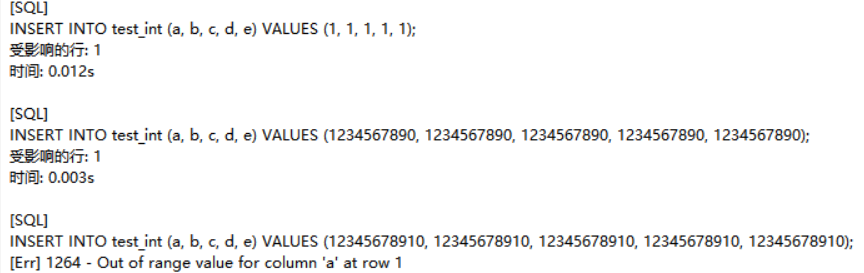 [SQL]
INSERT INTO test_int (a, b, c, d, e) VALUES (1, 1, 1, 1, 1);
受影响的行: 1
时间: 0.012s
[SQL]
INSERT INTO test_int (a, b, c, d, e) VALUES (1234567890, 1234567890, 1234567890, 1234567890, 1234567890);
受影响的行: 1
时间: 0.003s
[SQL]
INSERT INTO test_int (a, b, c, d, e) VALUES (12345678910, 12345678910, 12345678910, 12345678910, 12345678910);
[Err] 1264 - Out of range value for column 'a' at row 1